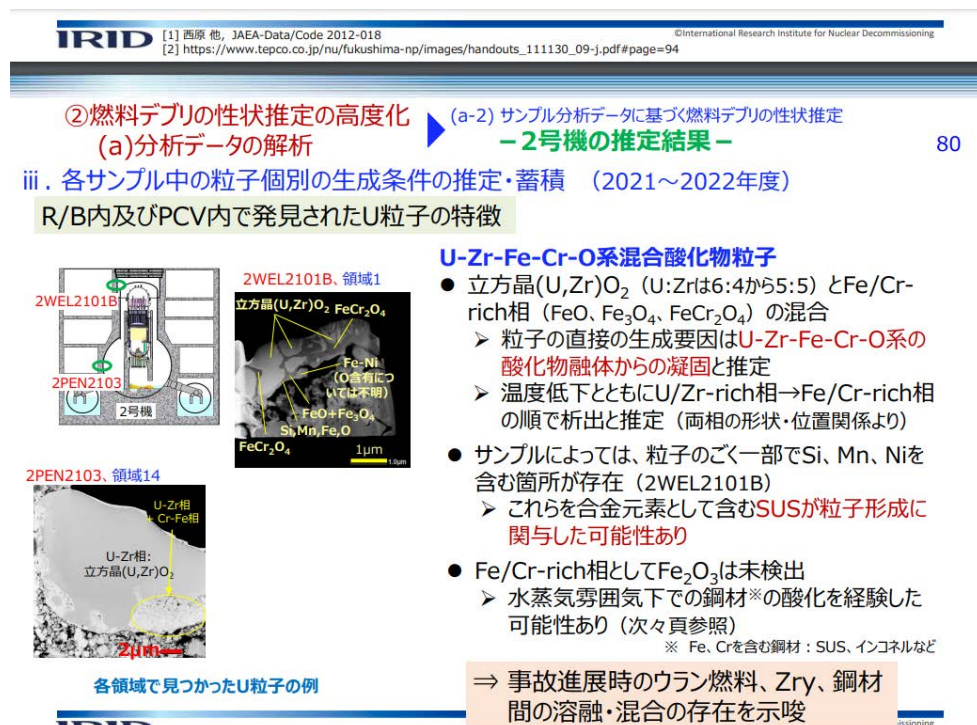 IRID
[1] 西原 他, JAEA-Data/Code 2012-018
[2] https://www.tepco.co.jp/nu/fukushima-np/images/handouts_111130_09-j.pdf#page=94
©International Research Institute for Nuclear Decommissioning
②燃料デブリの性状推定の高度化
(a)分析データの解析
(a-2) サンプル分析データに基づく燃料デブリの性状推定
－2号機の推定結果－
80
ⅲ. 各サンプル中の粒子個別の生成条件の推定・蓄積 （2021～2022年度）
R/B内及びPCV内で発見されたU粒子の特徴
2WEL2101B
2PEN2103
2号機
2WEL2101B、領域1
立方晶(U,Zr)O₂
FeCr₂O₄
Fe-Ni
(O含有につ
いては不明)
FeO+Fe₃O₄
Si,Mn,Fe,O
FeCr₂O₄
1μm
1.0μm
2PEN2103、領域14
U-Zr相
+ Cr-Fe相
U-Zr相:
立方晶(U,Zr)O₂
2μm
各領域で見つかったU粒子の例
U-Zr-Fe-Cr-O系混合酸化物粒子
● 立方晶(U,Zr)O₂（U:Zrは6:4から5:5）とFe/Cr-
rich相（FeO、Fe₃O₄、FeCr₂O₄）の混合
➢ 粒子の直接の生成要因はU-Zr-Fe-Cr-O系の
酸化物融体からの凝固と推定
➢ 温度低下とともにU/Zr-rich相→Fe/Cr-rich相
の順で析出と推定（両相の形状・位置関係より）
● サンプルによっては、粒子のごく一部でSi、Mn、Niを
含む箇所が存在（2WEL2101B）
➢ これらを合金元素として含むSUSが粒子形成に
関与した可能性あり
● Fe/Cr-rich相としてFe₂O₃は未検出
➢ 水蒸気雰囲気下での鋼材※の酸化を経験した
可能性あり（次々頁参照）
※ Fe、Crを含む鋼材：SUS、インコネルなど
⇒ 事故進展時のウラン燃料、Zry、鋼材
間の溶融・混合の存在を示唆